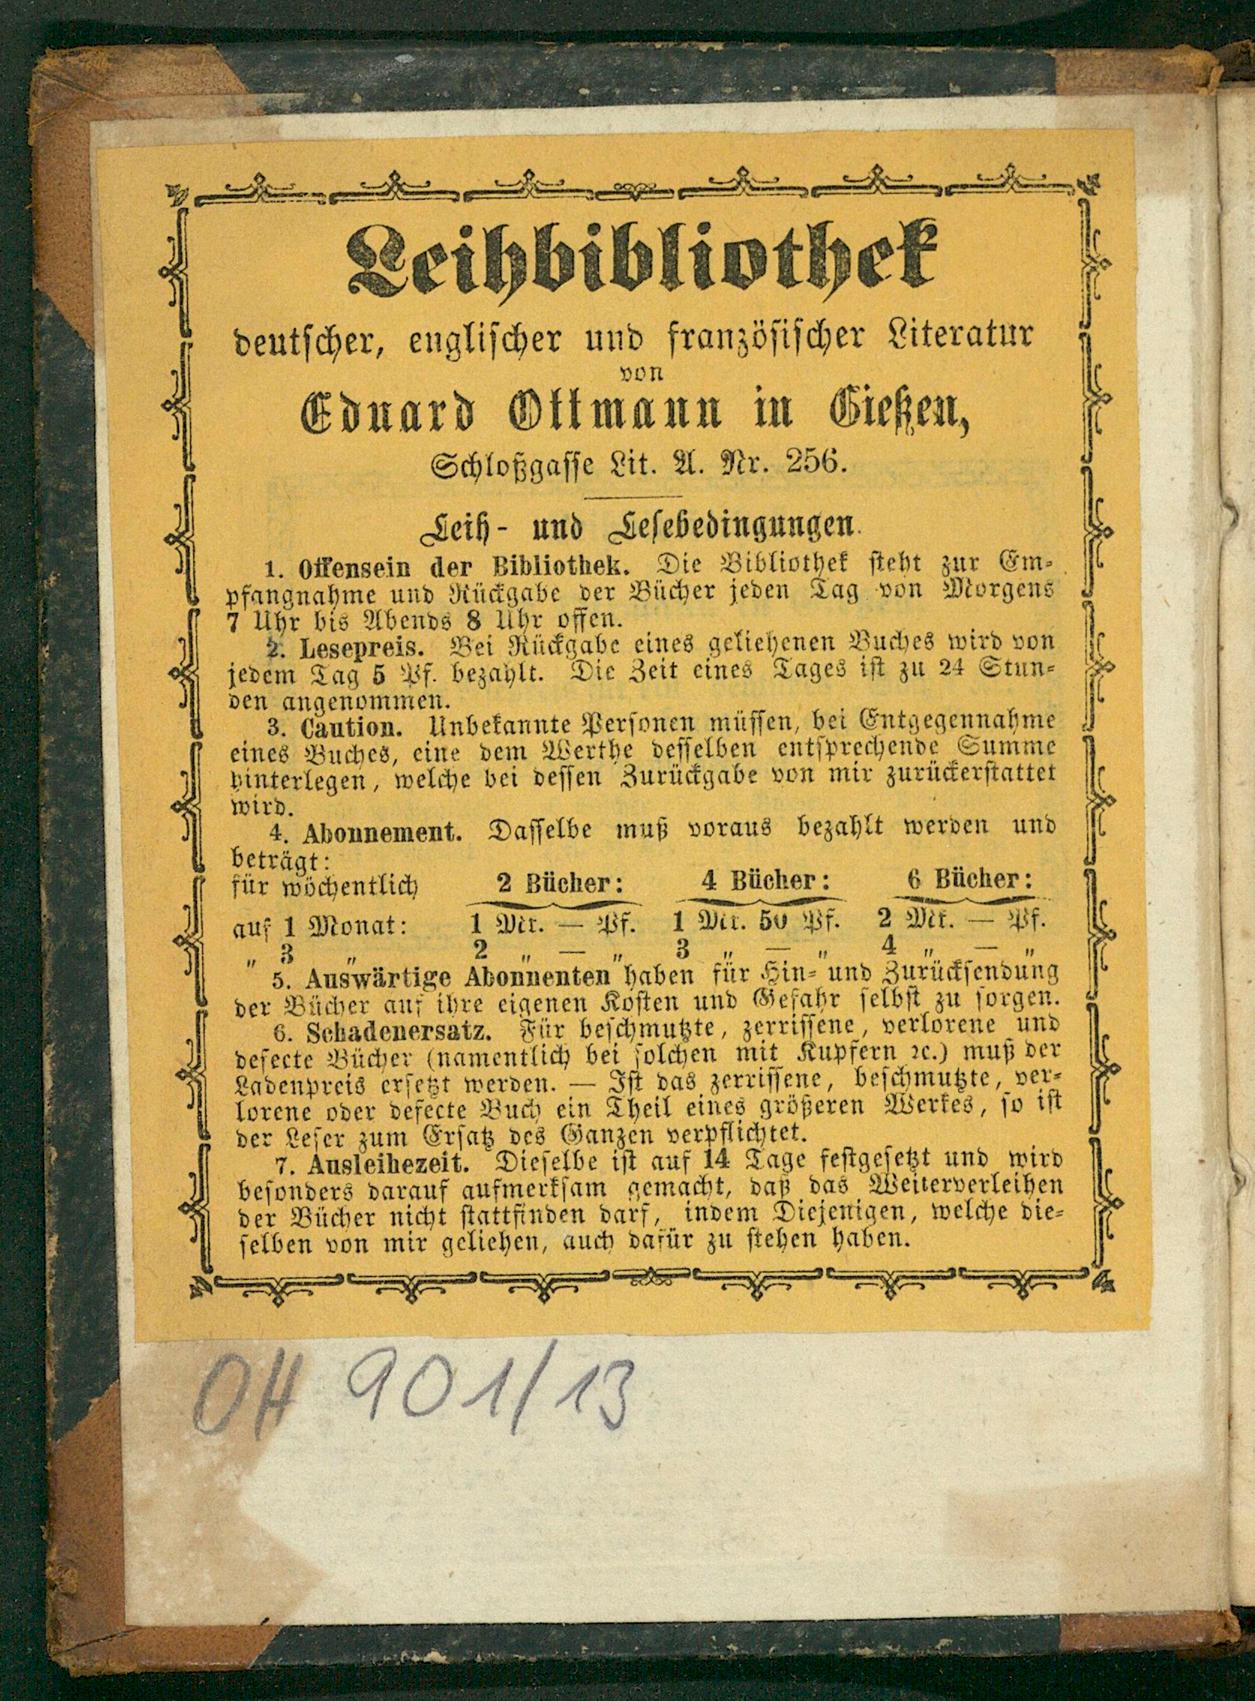 Leihbibliothek
deutscher, englischer und französischer Literatur
von
Eduard Ottmann in Gießen,
Schloßgasse Lit. A. Nr. 256.
Leih- und Lesebedingungen.
1. Offensein der Bibliothek. Die Bibliothek steht zur Em-
pfangnahme und Rückgabe der Bücher jeden Tag von Morgens
7 Uhr bis Abends 8 Uhr offen.
2. Lesepreis. Bei Rückgabe eines geliehenen Buches wird von
jedem Tag 5 Pf. bezahlt. Die Zeit eines Tages ist zu 24 Stun-
den angenommen.
3. Caution. Unbekannte Personen müssen, bei Entgegennahme
eines Buches, eine dem Werthe desselben entsprechende Summe
hinterlegen, welche bei dessen Zurückgabe von mir zurückerstattet
wird.
4. Abonnement. Dasselbe muß voraus bezahlt werden und
beträgt:
für wöchentlich 2 Bücher: 4 Bücher: 6 Bücher:
auf 1 Monat: 1 Mk. — Pf. 1 Mk. 50 Pf. 2 Mk. — Pf.
„ 3 „ 2 „ — „ 3 „ — „ 4 „ — „
5. Auswärtige Abonnenten haben für Hin- und Zurücksendung
der Bücher auf ihre eigenen Kosten und Gefahr selbst zu sorgen.
6. Schadenersatz. Für beschmutzte, zerrissene, verlorene und
defecte Bücher (namentlich bei solchen mit Kupfern ꝛc.) muß der
Ladenpreis ersetzt werden. — Ist das zerrissene, beschmutzte, ver-
lorene oder defecte Buch ein Theil eines größeren Werkes, so ist
der Leser zum Ersatz des Ganzen verpflichtet.
7. Ausleihezeit. Dieselbe ist auf 14 Tage festgesetzt und wird
besonders darauf aufmerksam gemacht, daß das Weiterverleihen
der Bücher nicht stattfinden darf, indem Diejenigen, welche die-
selben von mir geliehen, auch dafür zu stehen haben.
OH 901/13